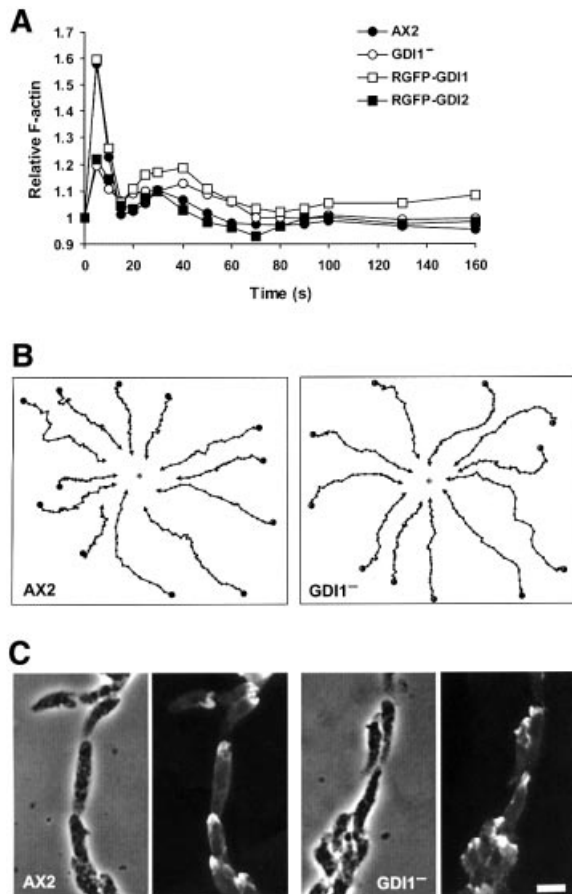 A
AX2
GDI1−
RGFP-GDI1
RGFP-GDI2
1.7
1.6
1.5
1.4
1.3
1.2
1.1
1
0.9
Relative F-actin
0 20 40 60 80 100 120 140 160
Time (s)
B
AX2
GDI1−
C
AX2
GDI1−